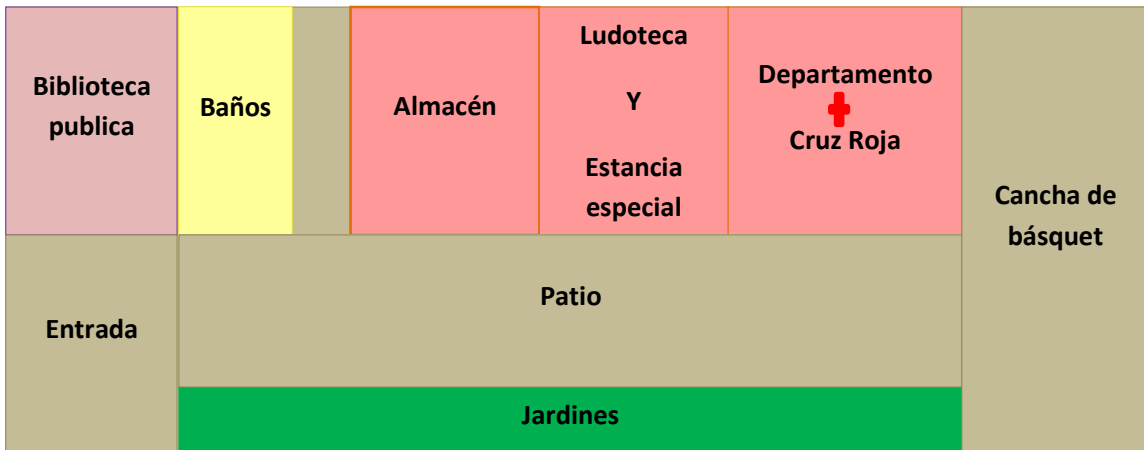 Biblioteca
publica
Baños
Almacén
Ludoteca
Y
Estancia
especial
Departamento
Cruz Roja
Cancha de
básquet
Entrada
Patio
Jardines